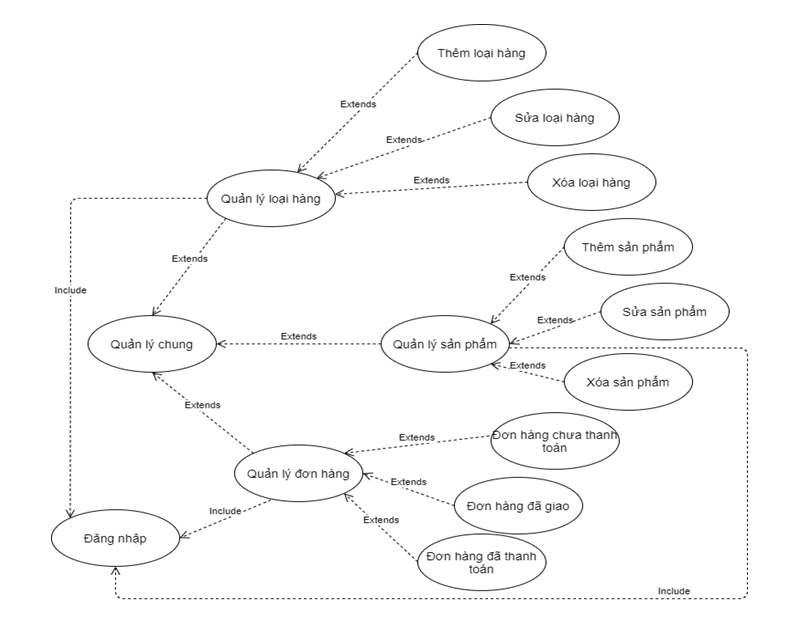 Thêm loại hàng
Extends
Sửa loại hàng
Extends
Extends
Xóa loại hàng
Quản lý loại hàng
Thêm sản phẩm
Extends
Extends
Include
Sửa sản phẩm
Extends
Extends
Quản lý chung
Quản lý sản phẩm
Extends
Xóa sản phẩm
Extends
Đơn hàng chưa thanh
toán
Extends
Quản lý đơn hàng
Extends
Đơn hàng đã giao
Include
Extends
Đăng nhập
Đơn hàng đã thanh
toán
Include